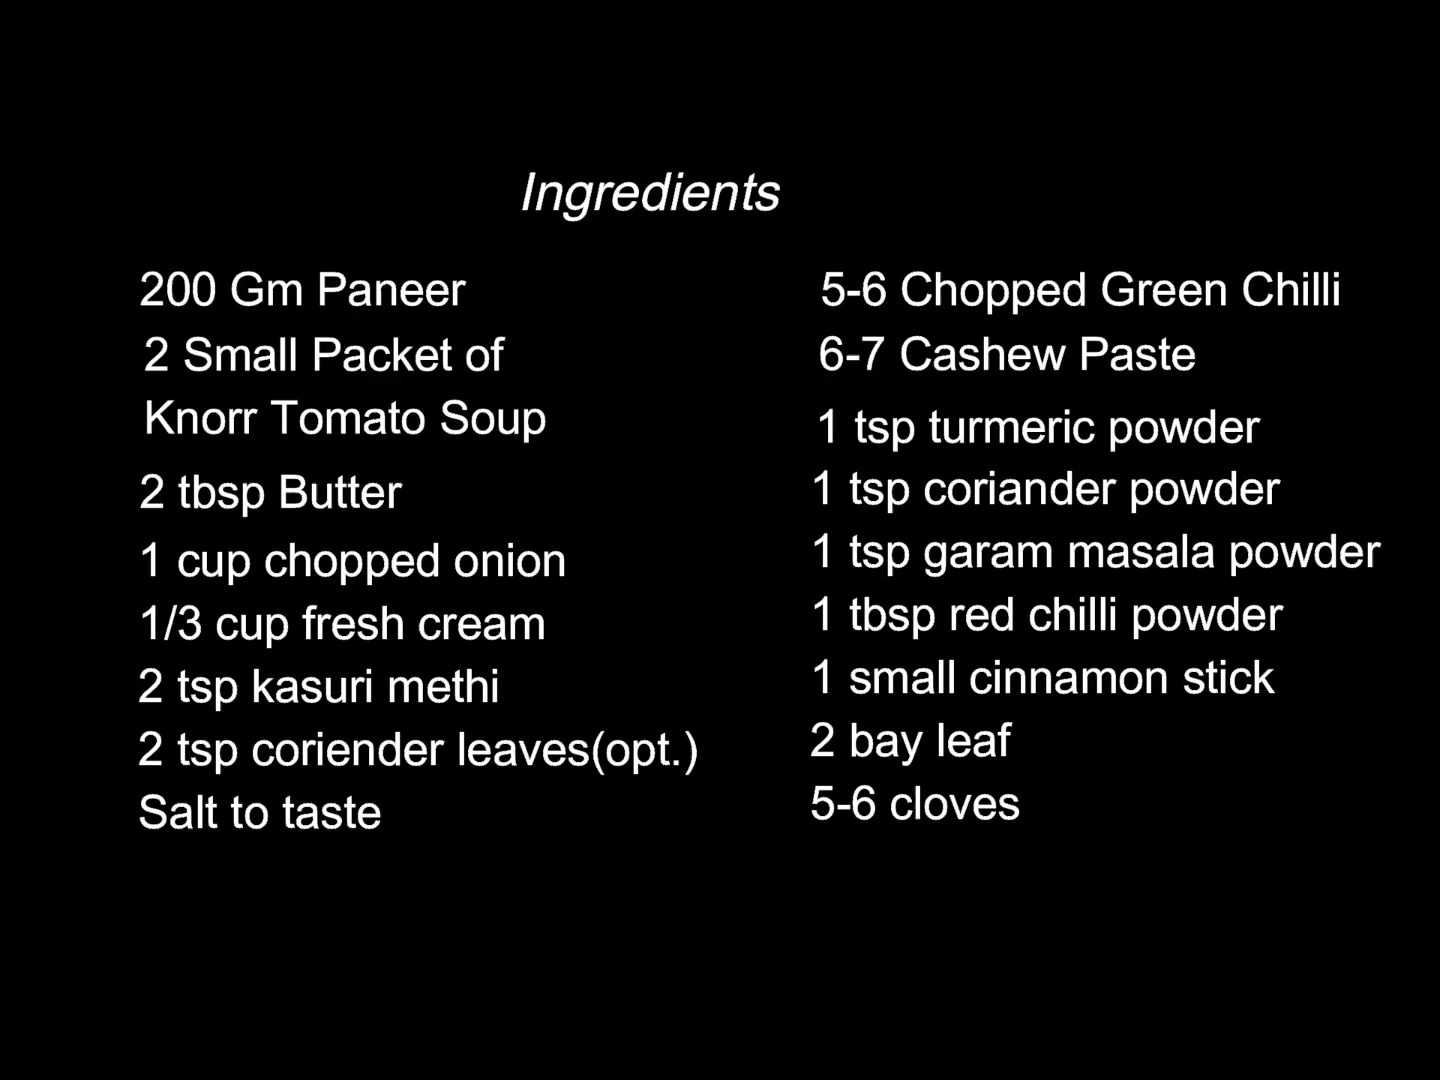 Ingredients
200 Gm Paneer
2 Small Packet of
Knorr Tomato Soup
2 tbsp Butter
1 cup chopped onion
1/3 cup fresh cream
2 tsp kasuri methi
2 tsp coriender leaves(opt.)
Salt to taste
5-6 Chopped Green Chilli
6-7 Cashew Paste
1 tsp turmeric powder
1 tsp coriander powder
1 tsp garam masala powder
1 tbsp red chilli powder
1 small cinnamon stick
2 bay leaf
5-6 cloves